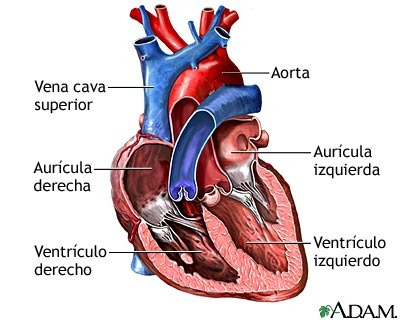 Vena cava
superior
Aorta
Aurícula
derecha
Aurícula
izquierda
Ventrículo
derecho
Ventrículo
izquierdo
A.D.A.M.